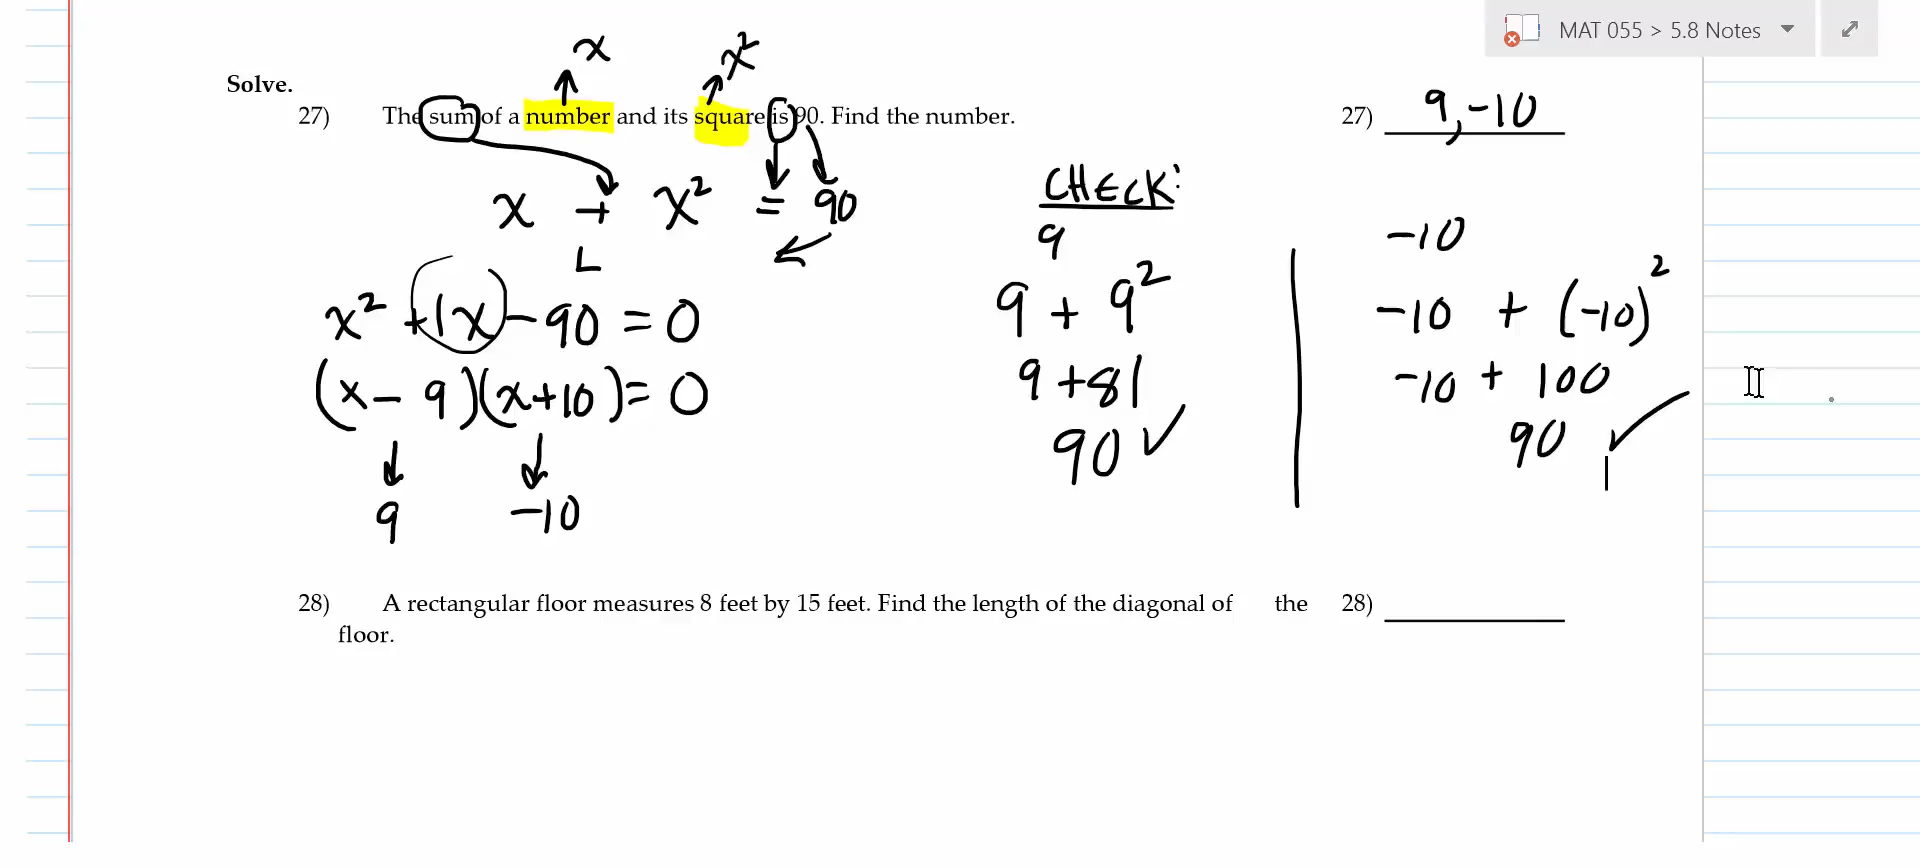 MAT 055 > 5.8 Notes
x x²
Solve.
27) The sum of a number and its square is 90. Find the number. 27) 9, -10
x + x² = 90
CHECK:
9
9 + 9²
9 + 81
90 ✓
-10
-10 + (-10)²
-10 + 100
90 ✓
x² + 1x - 90 = 0
(x - 9)(x + 10) = 0
9 -10
28) A rectangular floor measures 8 feet by 15 feet. Find the length of the diagonal of the 28)
floor.